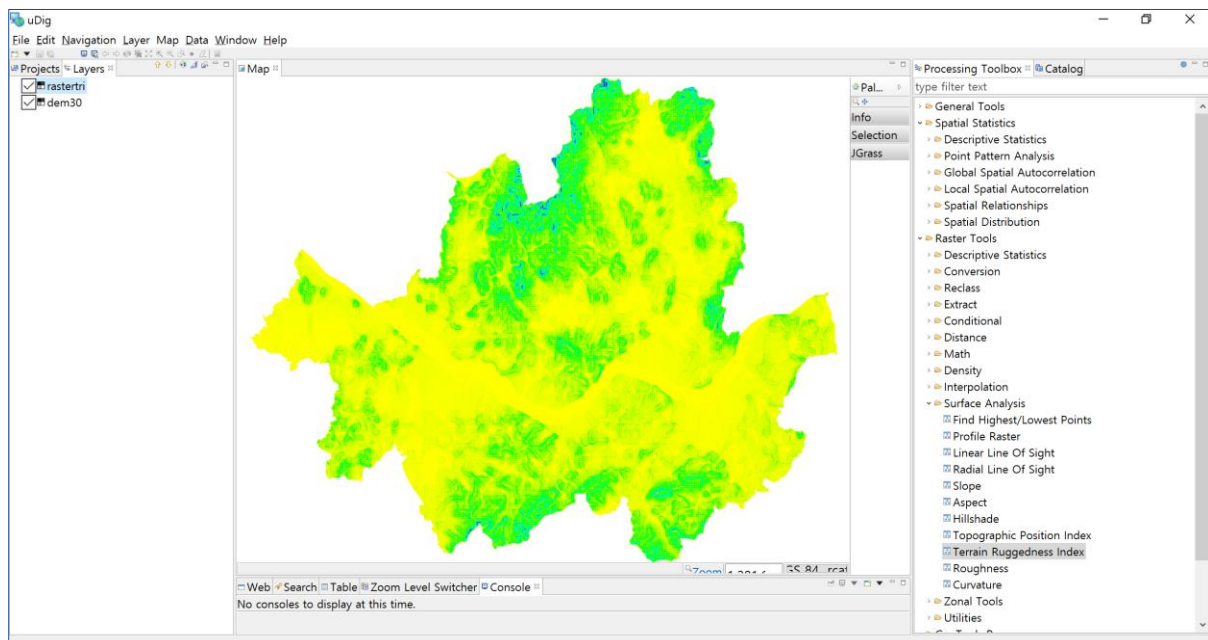 uDig
File Edit Navigation Layer Map Data Window Help
Projects Layers
rastertri
dem30
Map
Pal...
Info
Selection
JGrass
Processing Toolbox Catalog
type filter text
General Tools
Spatial Statistics
Descriptive Statistics
Point Pattern Analysis
Global Spatial Autocorrelation
Local Spatial Autocorrelation
Spatial Relationships
Spatial Distribution
Raster Tools
Descriptive Statistics
Conversion
Reclass
Extract
Conditional
Distance
Math
Density
Interpolation
Surface Analysis
Find Highest/Lowest Points
Profile Raster
Linear Line Of Sight
Radial Line Of Sight
Slope
Aspect
Hillshade
Topographic Position Index
Terrain Ruggedness Index
Roughness
Curvature
Zonal Tools
Utilities
Zoom
Web Search Table Zoom Level Switcher Console
No consoles to display at this time.